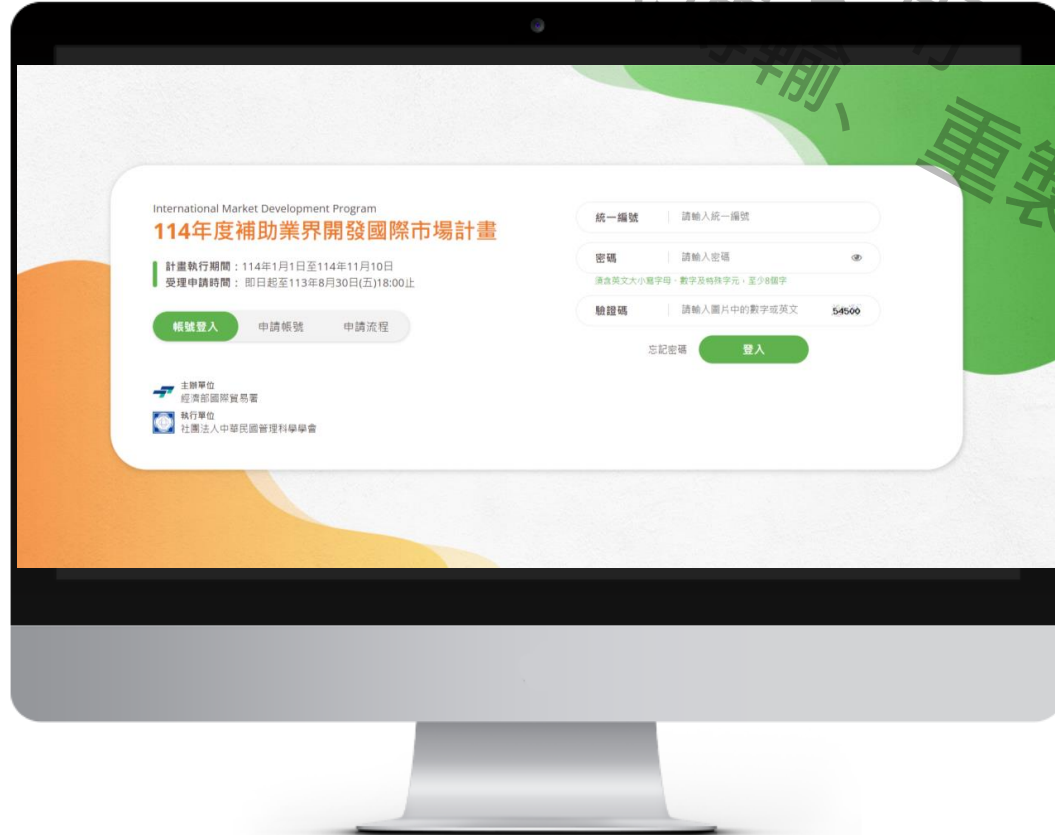 傳輸、
重製
International Market Development Program
114年度補助業界開發國際市場計畫
計畫執行期間：114年1月1日至114年11月10日
受理申請時間： 即日起至113年8月30日(五)18:00止
帳號登入 申請帳號 申請流程
主辦單位
經濟部國際貿易署
執行單位
社團法人中華民國管理科學學會
統一編號 請輸入統一編號
密碼 請輸入密碼
須含英文大小寫字母、數字及特殊字元，至少8個字
驗證碼 請輸入圖片中的數字或英文 54500
忘記密碼 登入